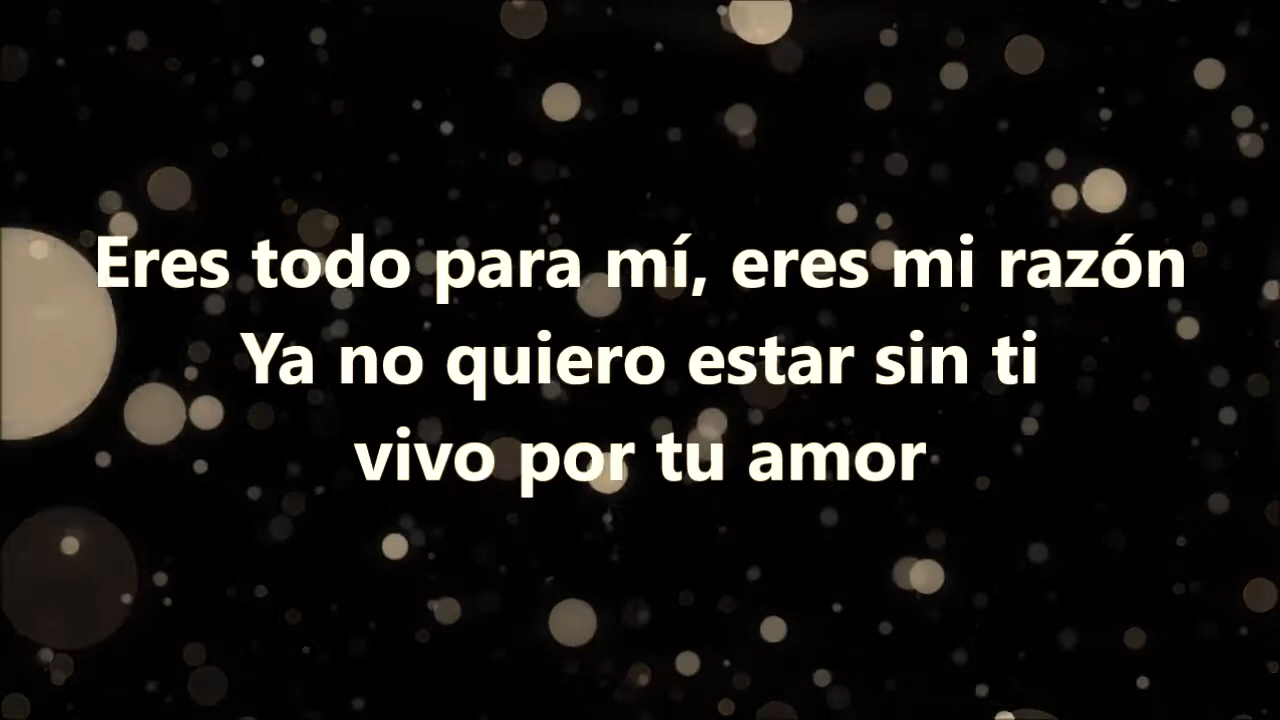 Eres todo para mí, eres mi razón
Ya no quiero estar sin ti
vivo por tu amor